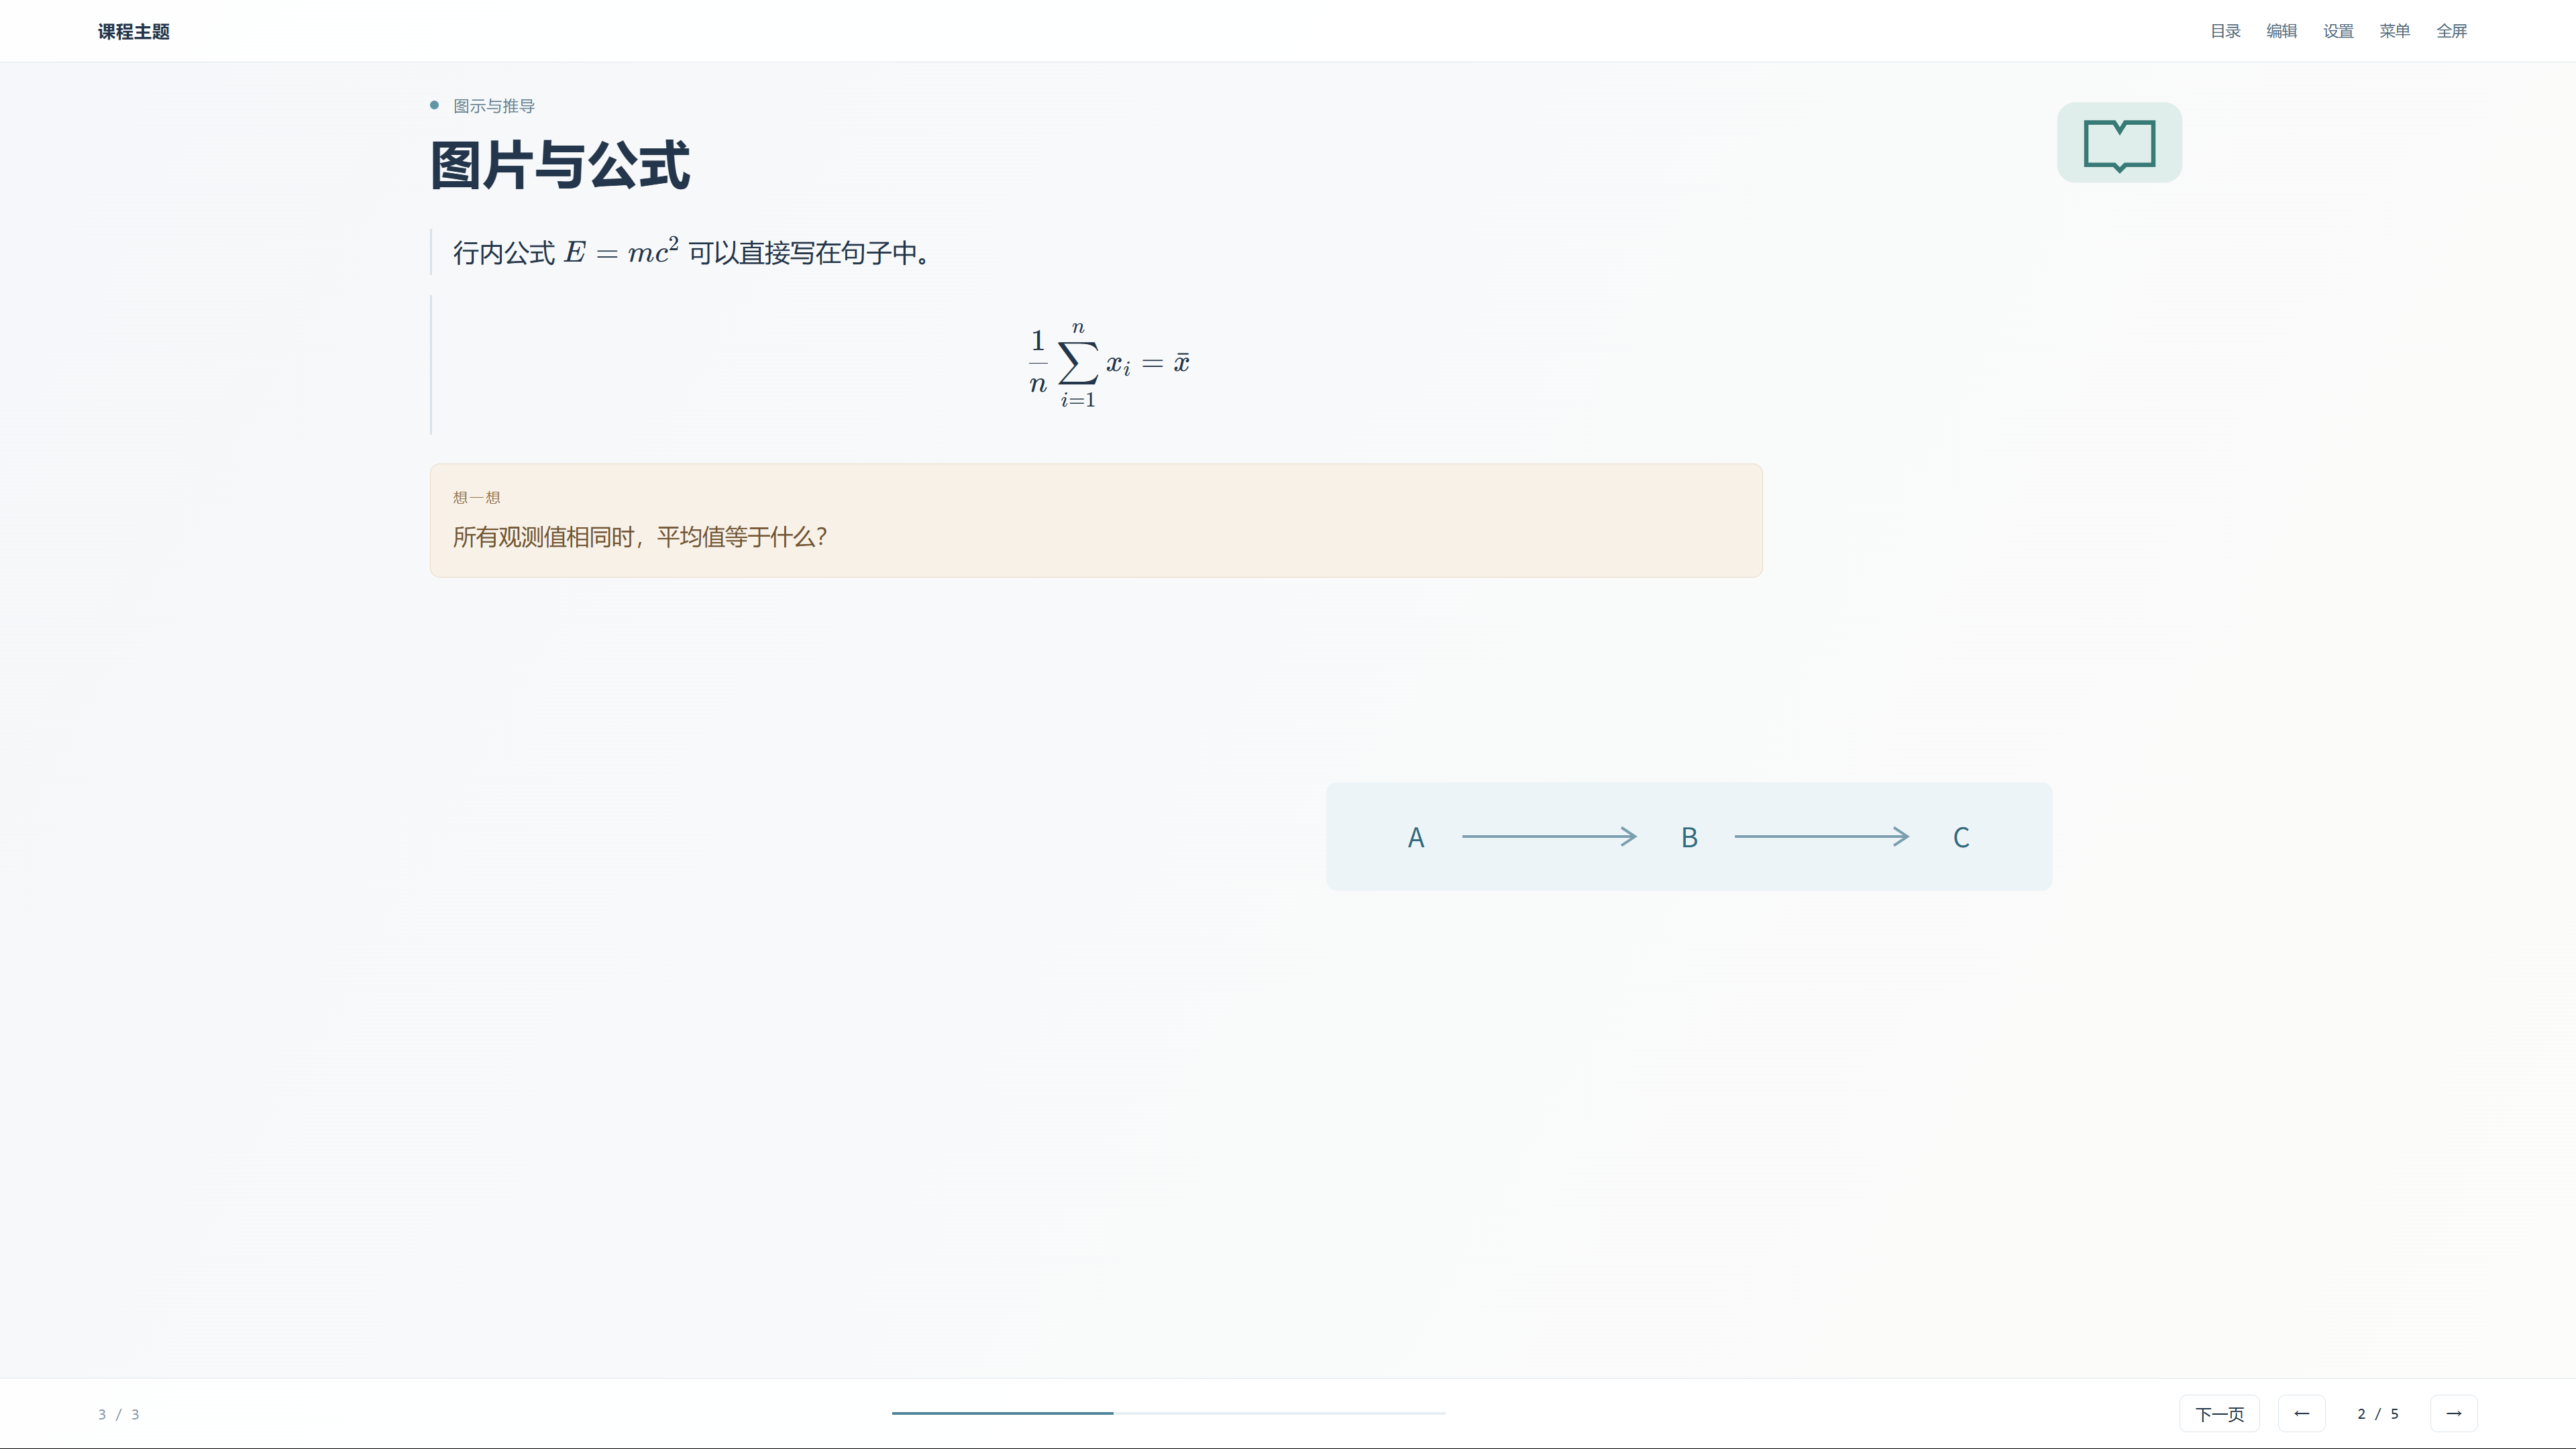 课程主题
目录 编辑 设置 菜单 全屏
图示与推导
图片与公式
行内公式 E = mc² 可以直接写在句子中。
\frac{1}{n} \sum_{i=1}^{n} x_i = \bar{x}
想一想
所有观测值相同时，平均值等于什么？
A → B → C
3 / 3
下一页 ← 2 / 5 →